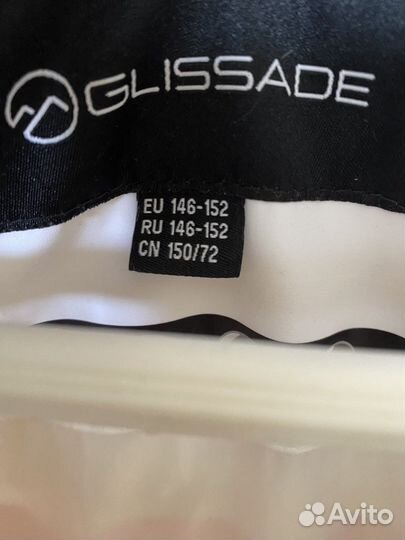 GLISSADE
EU 146-152
RU 146-152
CN 150/72
Avito